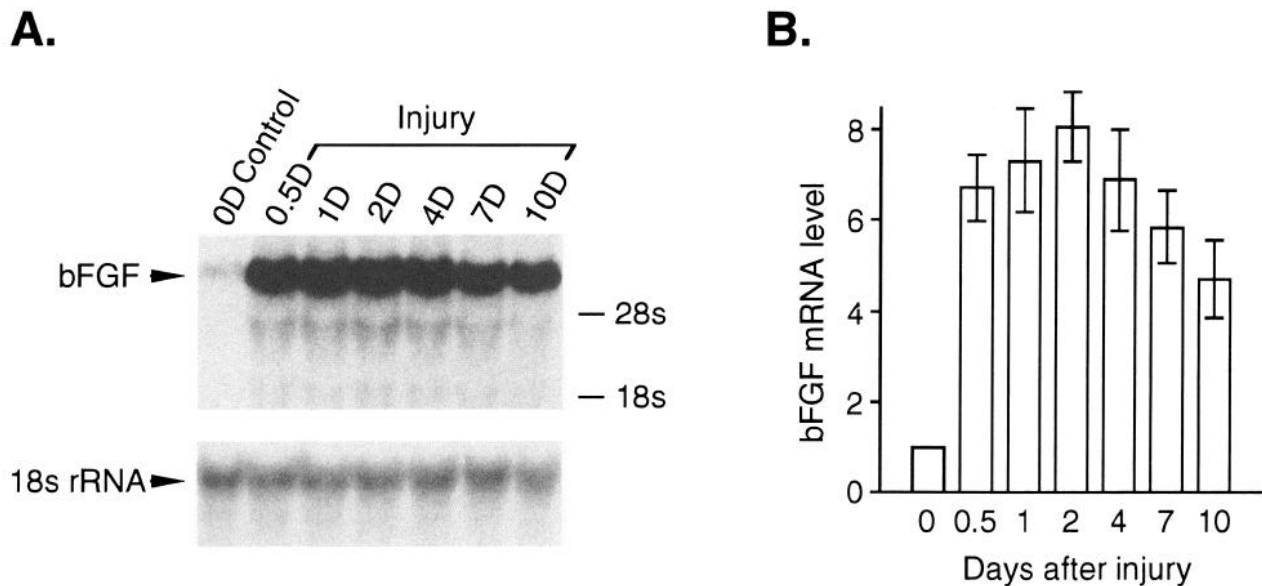 A.
0D Control
Injury
0.5D
1D
2D
4D
7D
10D
bFGF
28s
18s
18s rRNA
B.
bFGF mRNA level
8
6
4
2
0
0 0.5 1 2 4 7 10
Days after injury